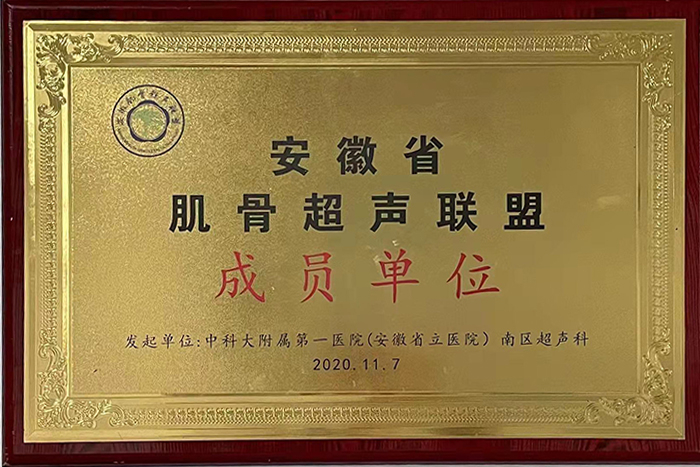 安徽省
肌骨超声联盟
成员单位
发起单位:中科大附属第一医院(安徽省立医院) 南区超声科
2020.11.7